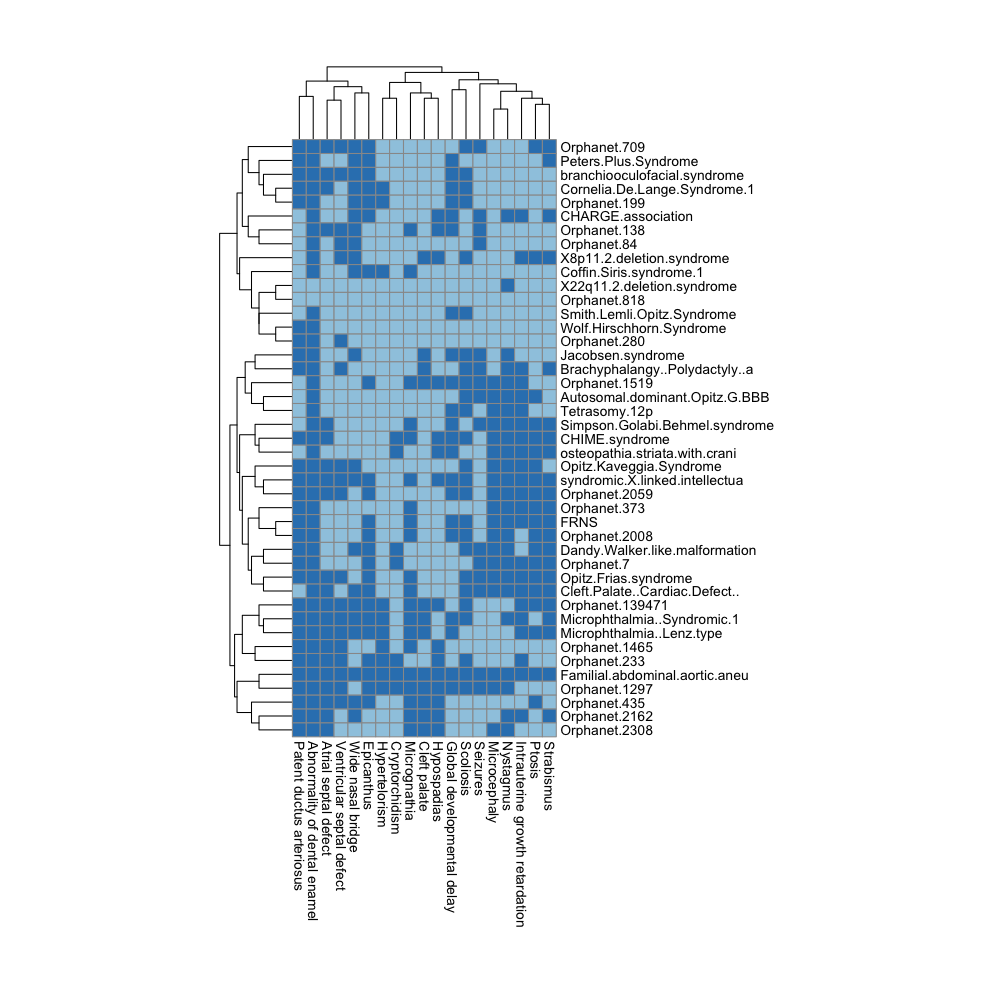 Orphanet.709
Peters.Plus.Syndrome
branchiooculofacial.syndrome
Cornelia.De.Lange.Syndrome.1
Orphanet.199
CHARGE.association
Orphanet.138
Orphanet.84
X8p11.2.deletion.syndrome
Coffin.Siris.syndrome.1
X22q11.2.deletion.syndrome
Orphanet.818
Smith.Lemli.Opitz.Syndrome
Wolf.Hirschhorn.Syndrome
Orphanet.280
Jacobsen.syndrome
Brachyphalangy..Polydactyly..a
Orphanet.1519
Autosomal.dominant.Opitz.G.BBB
Tetrasomy.12p
Simpson.Golabi.Behmel.syndrome
CHIME.syndrome
osteopathia.striata.with.crani
Opitz.Kaveggia.Syndrome
syndromic.X.linked.intellectua
Orphanet.2059
Orphanet.373
FRNS
Orphanet.2008
Dandy.Walker.like.malformation
Orphanet.7
Opitz.Frias.syndrome
Cleft.Palate..Cardiac.Defect..
Orphanet.139471
Microphthalmia..Syndromic.1
Microphthalmia..Lenz.type
Orphanet.1465
Orphanet.233
Familial.abdominal.aortic.aneu
Orphanet.1297
Orphanet.435
Orphanet.2162
Orphanet.2308
Patent ductus arteriosus
Abnormality of dental enamel
Atrial septal defect
Ventricular septal defect
Wide nasal bridge
Epicanthus
Hypertelorism
Cryptorchidism
Micrognathia
Cleft palate
Hypospadias
Global developmental delay
Scoliosis
Seizures
Microcephaly
Nystagmus
Intrauterine growth retardation
Ptosis
Strabismus